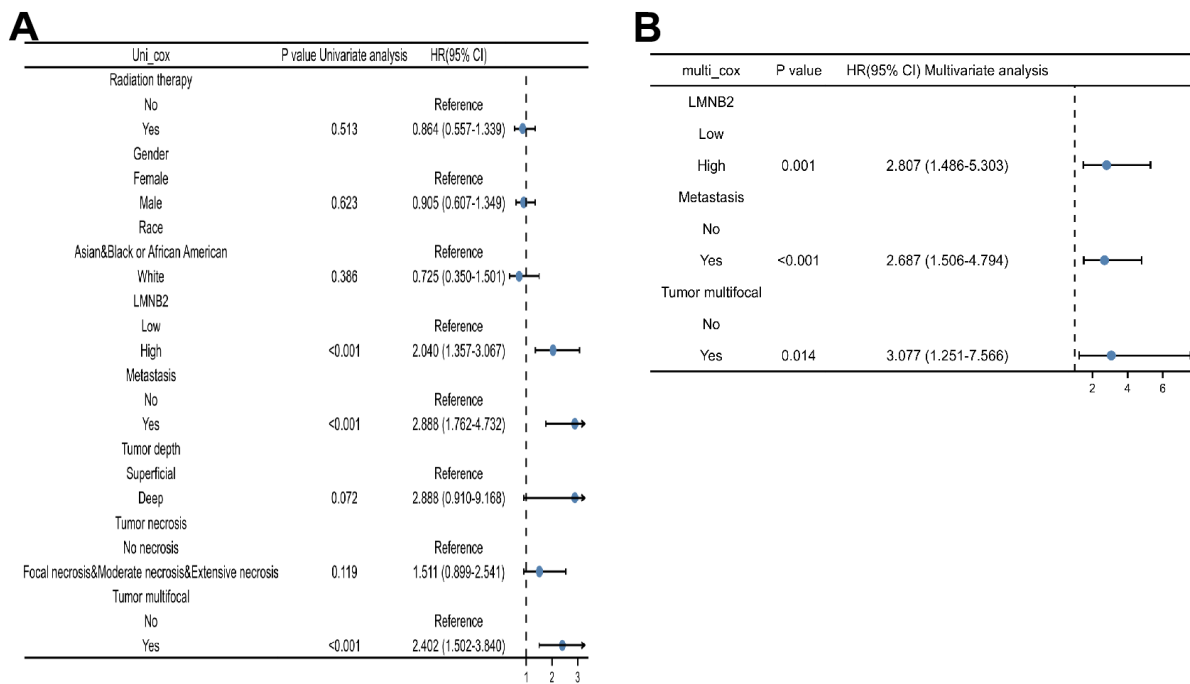 A
Uni_cox P value Univariate analysis HR(95% CI)
Radiation therapy
No Reference
Yes 0.513 0.864 (0.557-1.339)
Gender
Female Reference
Male 0.623 0.905 (0.607-1.349)
Race
Asian&Black or African American Reference
White 0.386 0.725 (0.350-1.501)
LMNB2
Low Reference
High <0.001 2.040 (1.357-3.067)
Metastasis
No Reference
Yes <0.001 2.888 (1.762-4.732)
Tumor depth
Superficial Reference
Deep 0.072 2.888 (0.910-9.168)
Tumor necrosis
No necrosis Reference
Focal necrosis&Moderate necrosis&Extensive necrosis 0.119 1.511 (0.899-2.541)
Tumor multifocal
No Reference
Yes <0.001 2.402 (1.502-3.840)
1 2 3
B
multi_cox P value HR(95% CI) Multivariate analysis
LMNB2
Low
High 0.001 2.807 (1.486-5.303)
Metastasis
No
Yes <0.001 2.687 (1.506-4.794)
Tumor multifocal
No
Yes 0.014 3.077 (1.251-7.566)
2 4 6